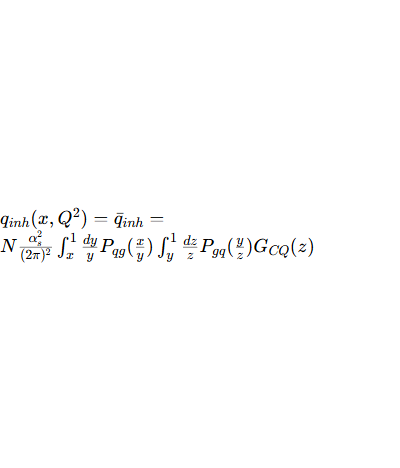 $q_{inh}(x, Q^2) = \bar{q}_{inh} =$
$N \frac{\alpha_s^2}{(2\pi)^2} \int_x^1 \frac{dy}{y} P_{qg}(\frac{x}{y}) \int_y^1 \frac{dz}{z} P_{gq}(\frac{y}{z}) G_{CQ}(z)$